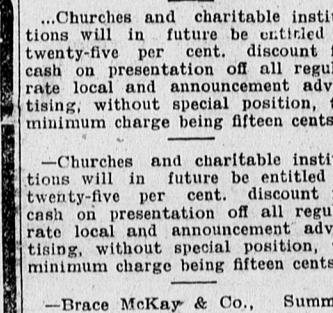 ...Churches and charitable insti
tions will in future be entitled
twenty-five per cent. discount
cash on presentation off all regul
rate local and announcement adv
tising, without special position,
minimum charge being fifteen cents
—Churches and charitable insti
tions will in future be entitled
twenty-five per cent. discount
cash on presentation off all regu
rate local and announcement adv
tising, without special position,
minimum charge being fifteen cents
—Brace McKay & Co., Summ